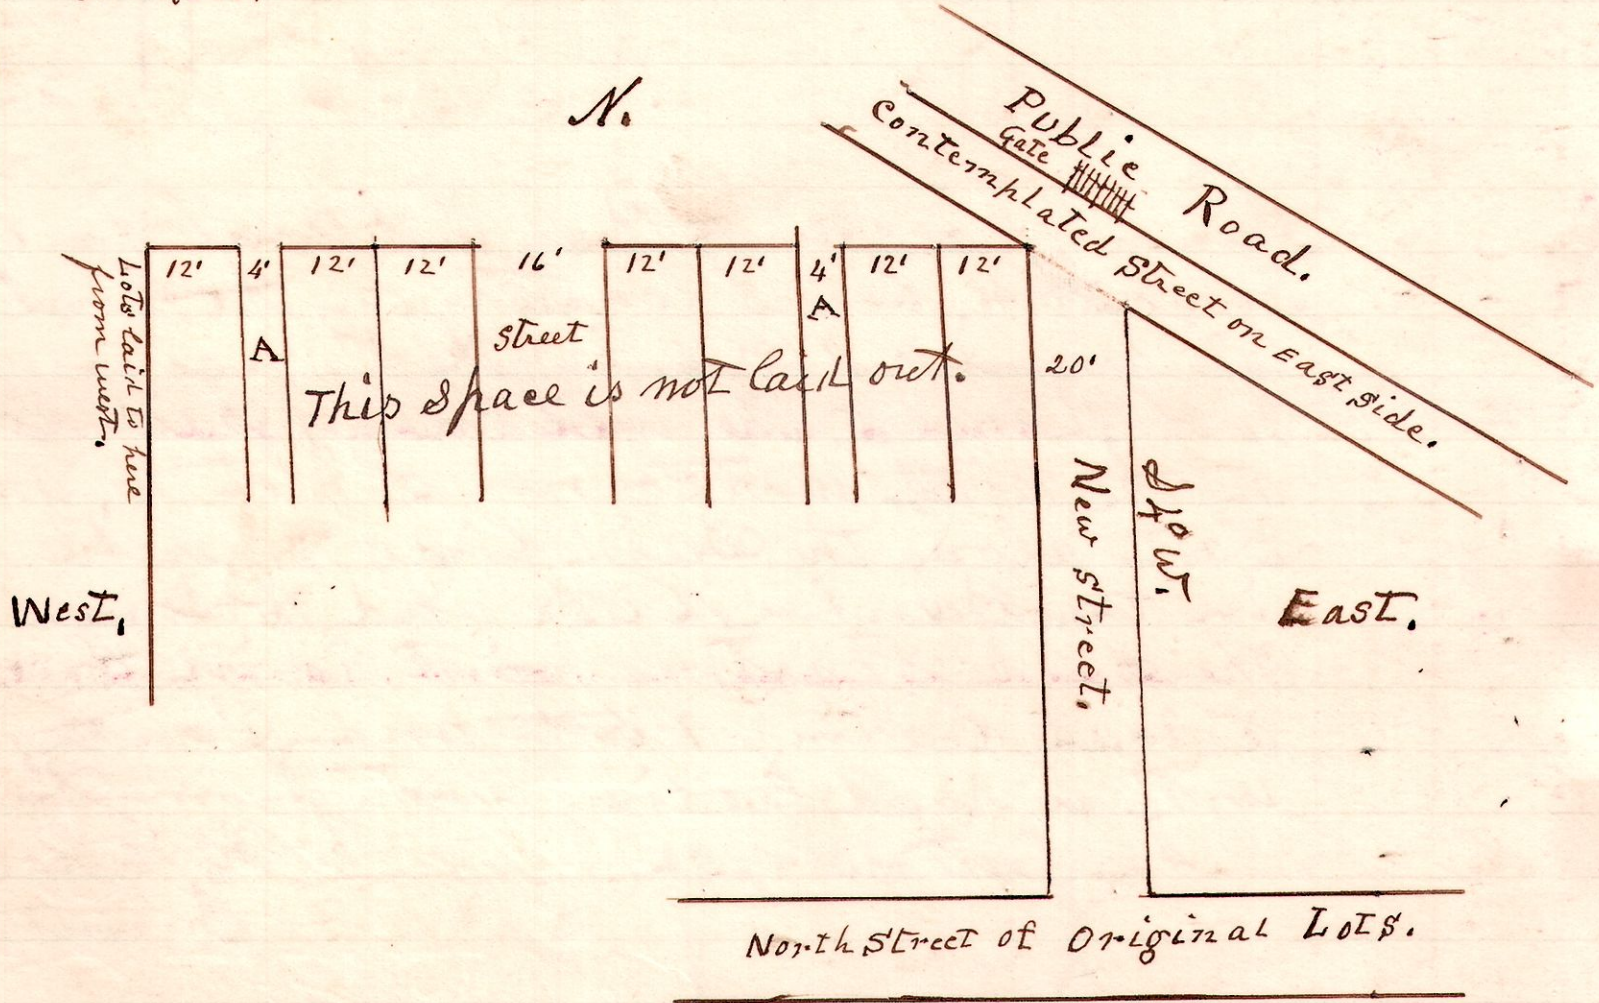 N.
Public Road.
Gate
Contemplated Street on East Side.
Lots laid to here
from west.
12' 4' 12' 12' 16' 12' 12' 4' 12' 12'
A
A
Street
This Space is not laid out.
20'
New Street.
S 4° W.
West,
East.
North Street of Original Lots.